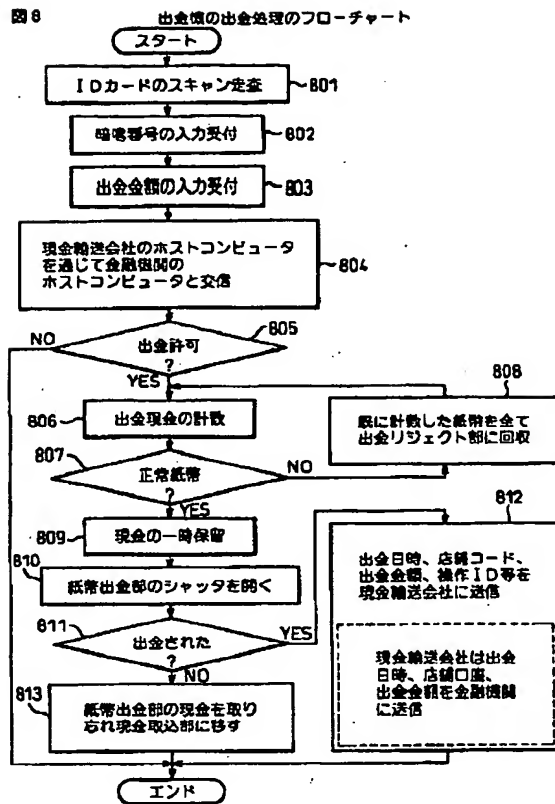 図8
出金機の出金処理のフローチャート
スタート
IDカードのスキャン走査
801
暗唱番号の入力受付
802
出金金額の入力受付
803
現金輸送会社のホストコンピュータ
を通じて金融機関の
ホストコンピュータと交信
804
805
NO
出金許可
?
YES
806
出金現金の計数
808
既に計数した紙幣を全て
出金リジェクト部に回収
807
正常紙幣
?
NO
YES
809
現金の一時保留
810
紙幣出金部のシャッタを開く
811
出金された
?
YES
NO
812
出金日時、店舗コード、
出金金額、操作ID等を
現金輸送会社に送信
現金輸送会社は出金
日時、店舗口座、
出金金額を金融機関
に送信
813
紙幣出金部の現金を取り
忘れ現金取込部に移す
エンド